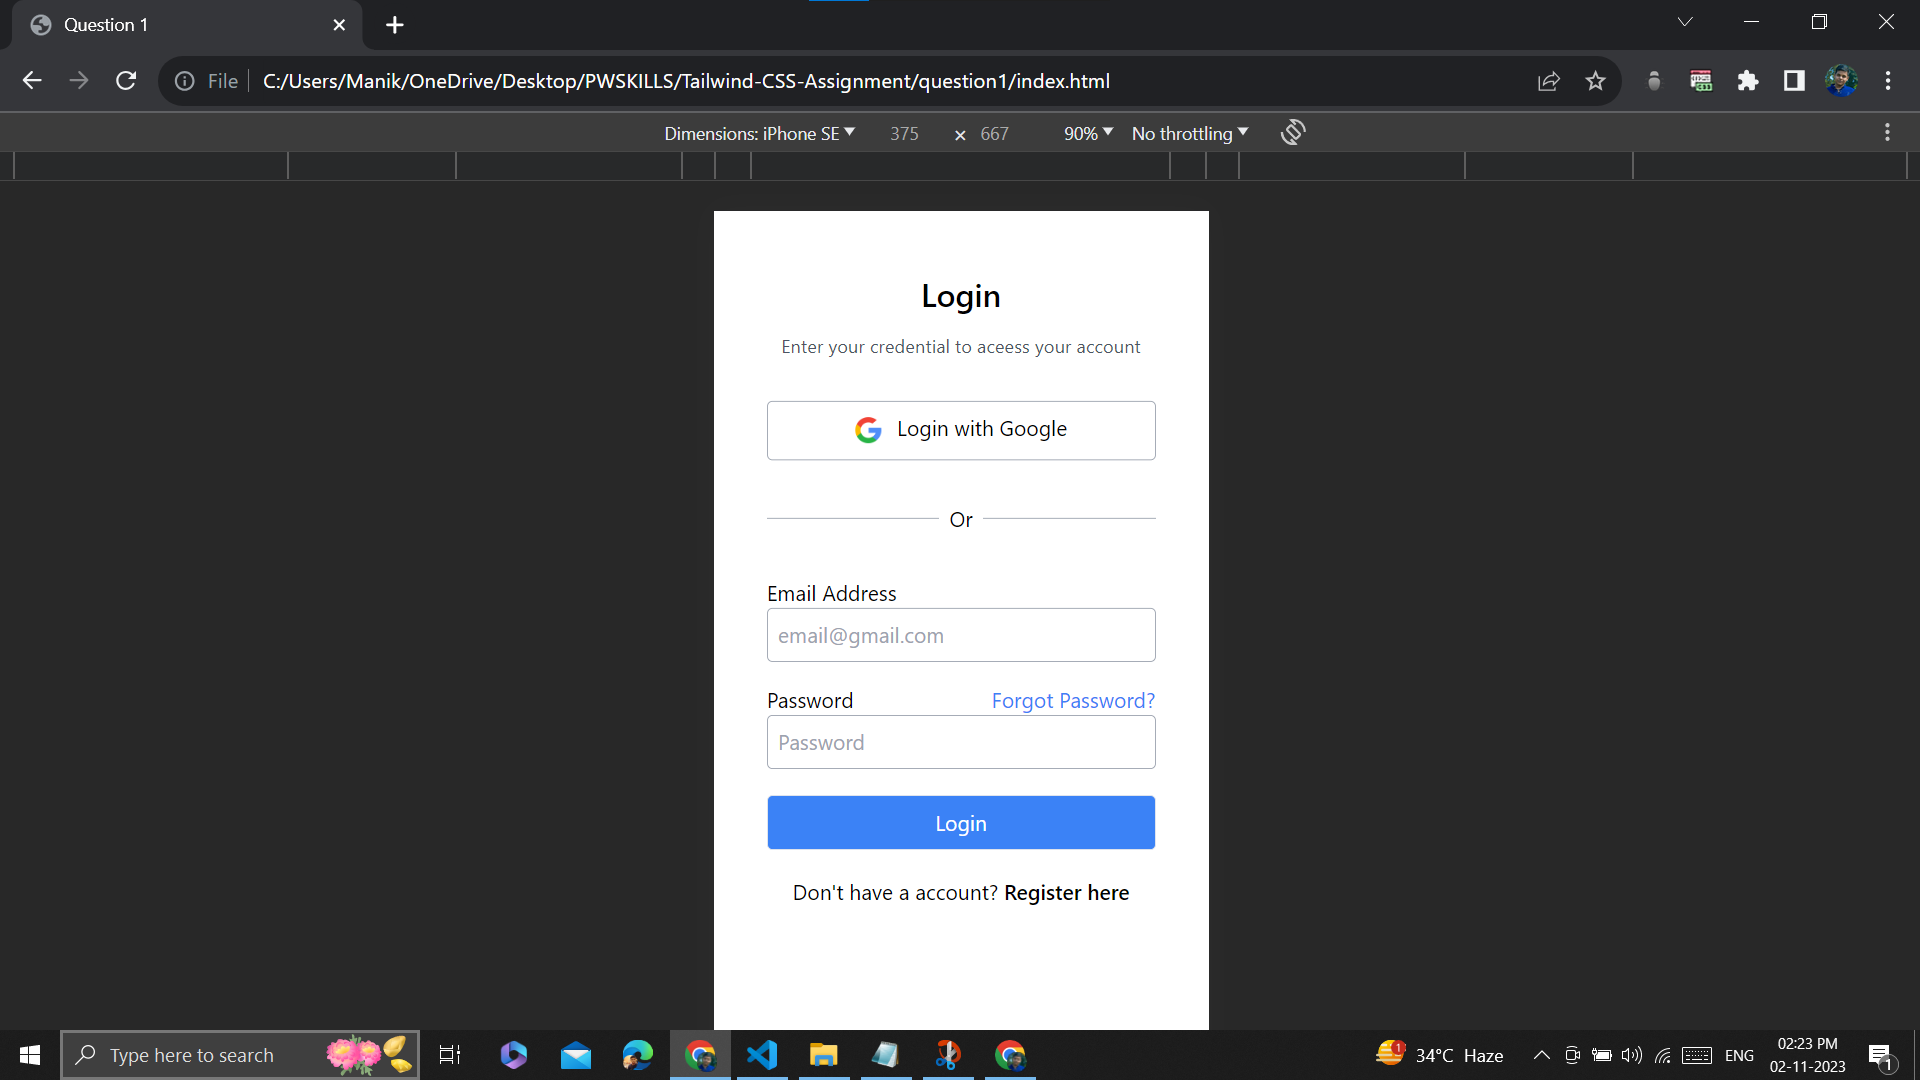 Question 1
File
C:/Users/Manik/OneDrive/Desktop/PWSKILLS/Tailwind-CSS-Assignment/question1/index.html
Dimensions: iPhone SE 375 × 667 90% No throttling
Login
Enter your credential to aceess your account
Login with Google
Or
Email Address
email@gmail.com
Password Forgot Password?
Password
Login
Don't have a account? Register here
Type here to search
1
34°C Haze
ENG
02:23 PM
02-11-2023
1